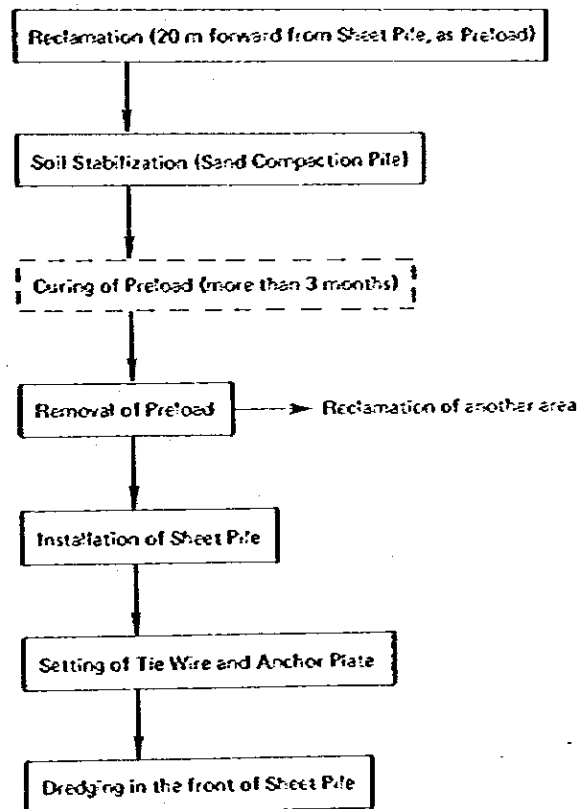 Reclamation (20 m forward from Sheet Pile, as Preload)
Soil Stabilization (Sand Compaction Pile)
Curing of Preload (more than 3 months)
Removal of Preload
Reclamation of another area
Installation of Sheet Pile
Setting of Tie Wire and Anchor Plate
Dredging in the front of Sheet Pile